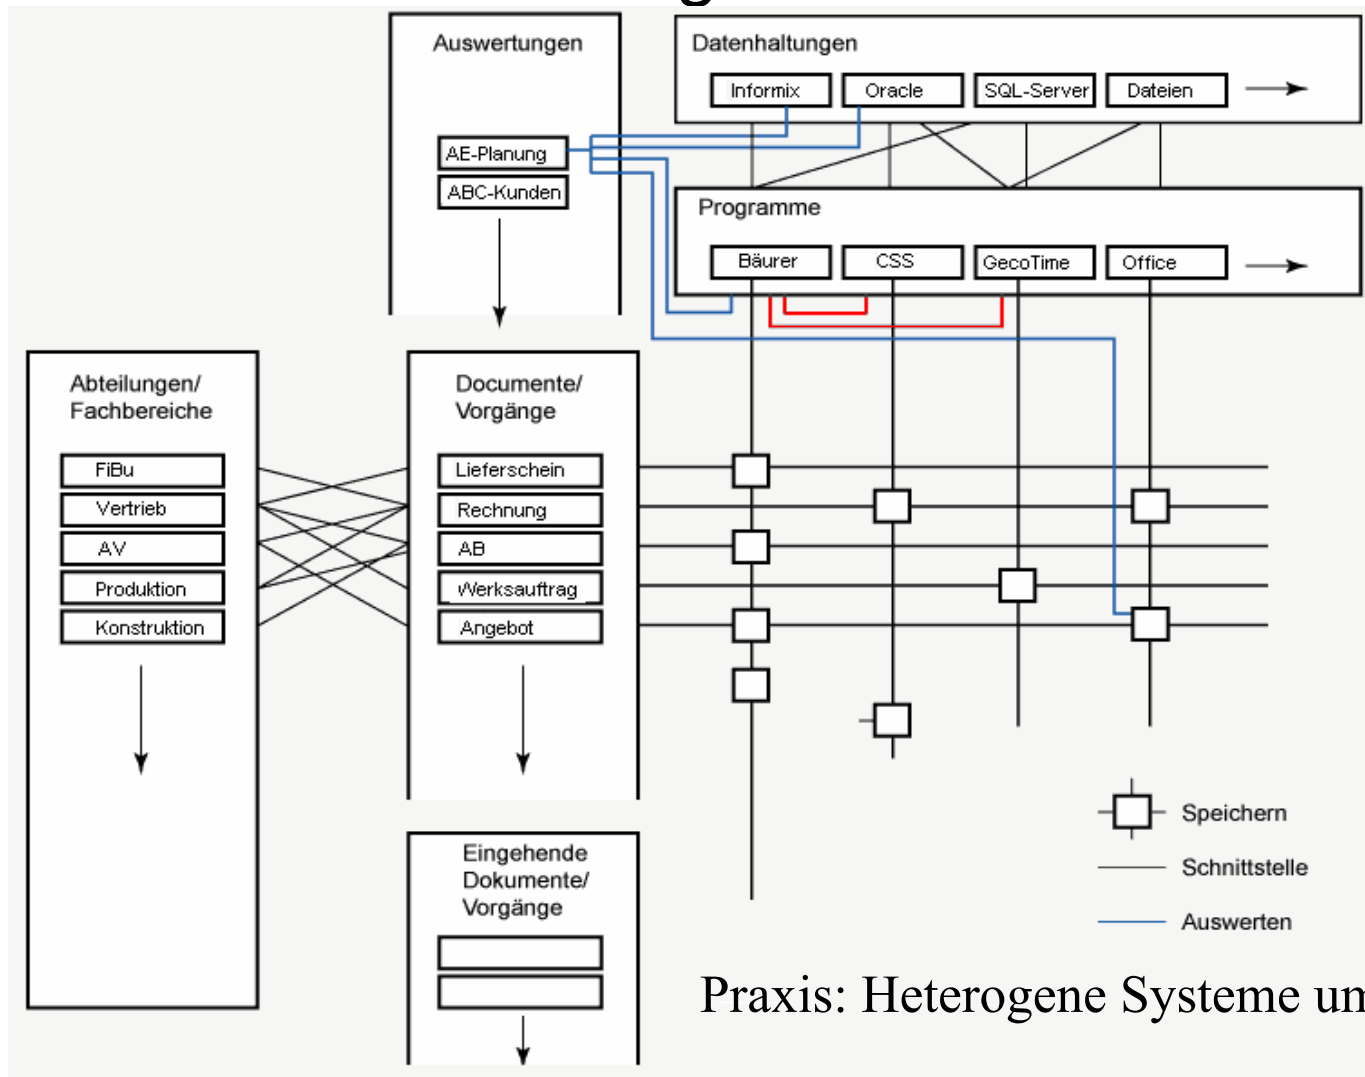 Auswertungen
AE-Planung
ABC-Kunden
Datenhaltungen
Informix
Oracle
SQL-Server
Dateien
Programme
Bäurer
CSS
GecoTime
Office
Abteilungen/
Fachbereiche
FiBu
Vertrieb
AV
Produktion
Konstruktion
Documente/
Vorgänge
Lieferschein
Rechnung
AB
Werksauftrag
Angebot
Eingehende
Dokumente/
Vorgänge
Speichern
Schnittstelle
Auswerten
Praxis: Heterogene Systeme